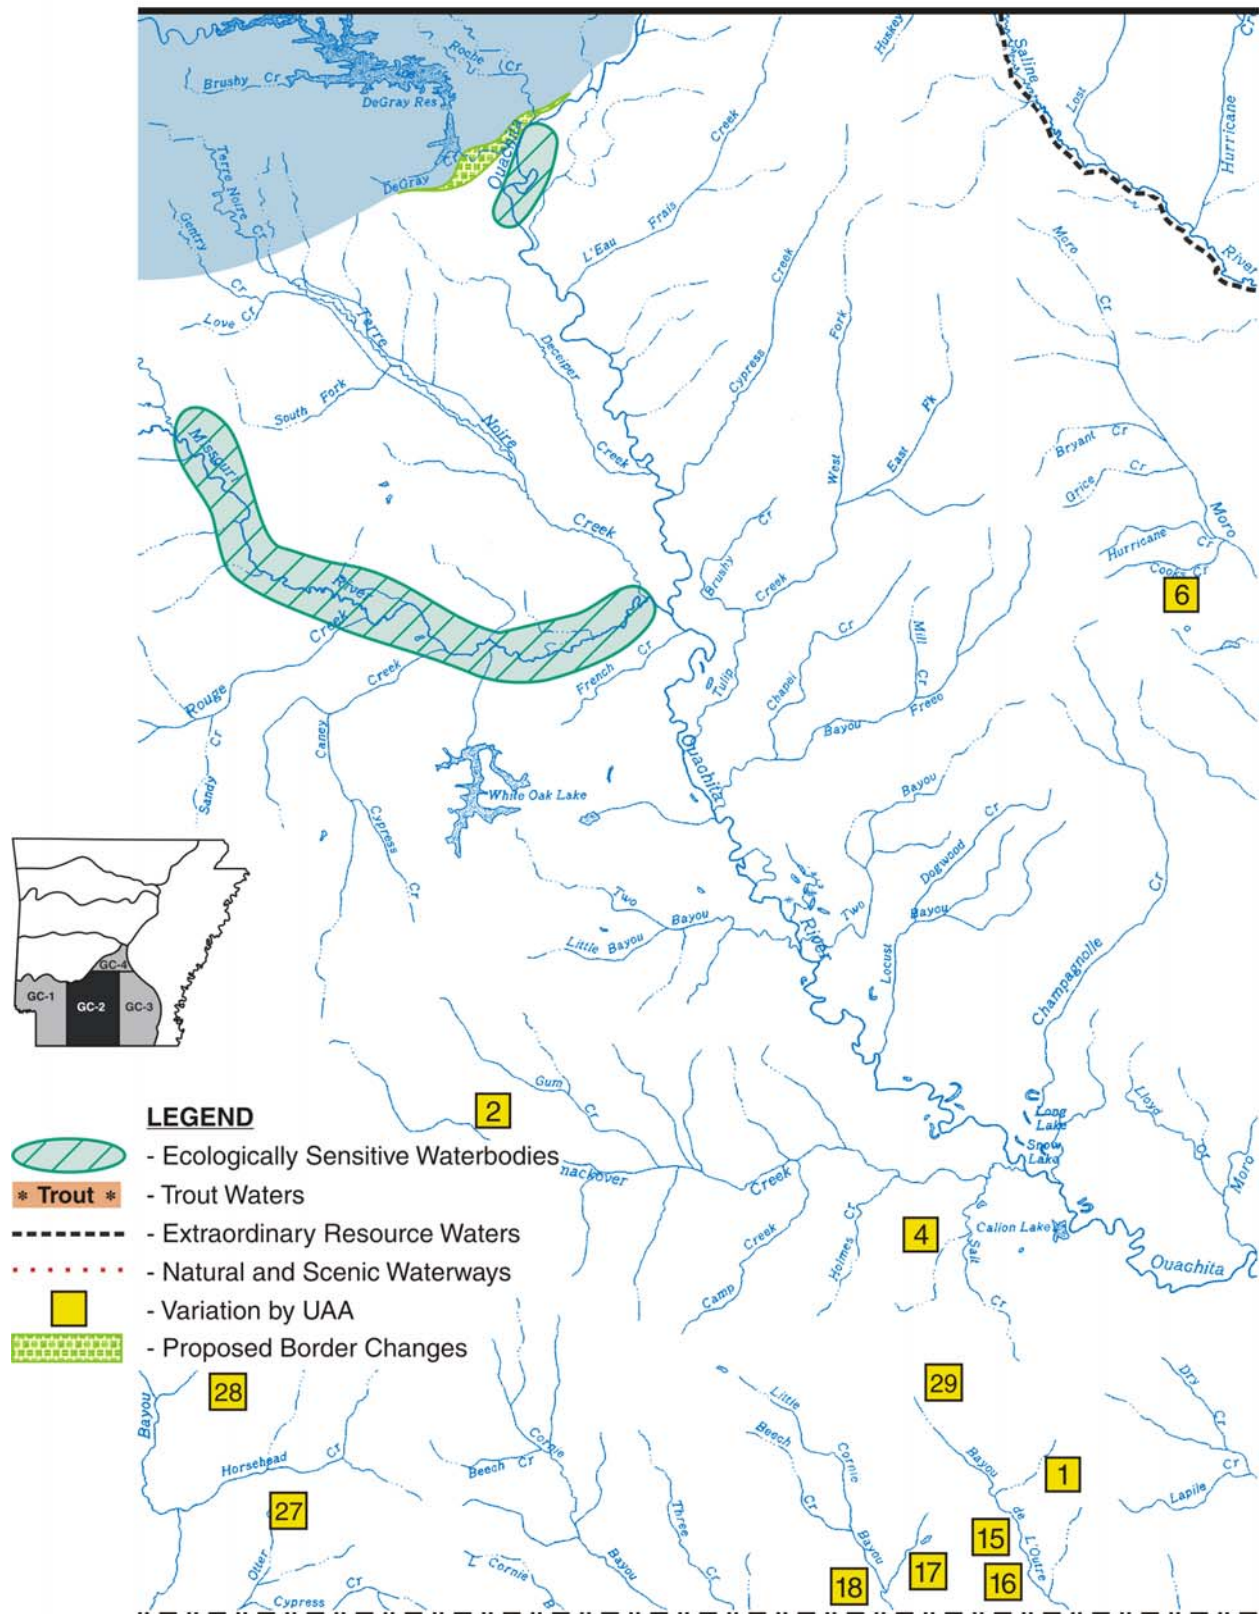 Brushy Cr
Roche Cr
DeGray Res
Huskey
Saline
Lost
Cr
Hurricane
River
Creek
Ouachita
DeGray Cr
Terre Noire Cr
Gentry Cr
Love Cr
L'Eau Frais
Moro Cr
Terre Noire Creek
Deceiper Creek
Cypress Creek
West Fork
East Fk
South Fork
Missouri River
Bryant Cr
Grice Cr
Moro
Hurricane Cr
Cooks Cr
6
Brushy Cr
Creek
Tulip
Chapel Cr
Mill Cr
Bayou Freeo
French Cr
Rouge Creek
Creek
Caney
Sandy Cr
Cypress Cr
White Oak Lake
Ouachita River
Bayou
Two
Dogwood Cr
Bayou
Locust
Two Bayou
Little Bayou
Champagnolle Cr
GC-4
GC-1
GC-2
GC-3
Gum Cr
2
Long Lake
Snow Lake
Lloyd Cr
Moro
LEGEND
- Ecologically Sensitive Waterbodies
* Trout * - Trout Waters
- Extraordinary Resource Waters
- Natural and Scenic Waterways
- Variation by UAA
- Proposed Border Changes
mackover Creek
Camp Creek
Holmes Cr
4
Salt Cr
Calion Lake
Ouachita
28
29
Bayou
Horsehead Cr
27
Otter
Cypress Cr
Beech Cr
Cornie Bayou
Cornie B
Three Cr
Little Cornie Bayou
Beech Cr
Bayou de L'Outre
Dry Cr
Lapile Cr
1
15
16
17
18